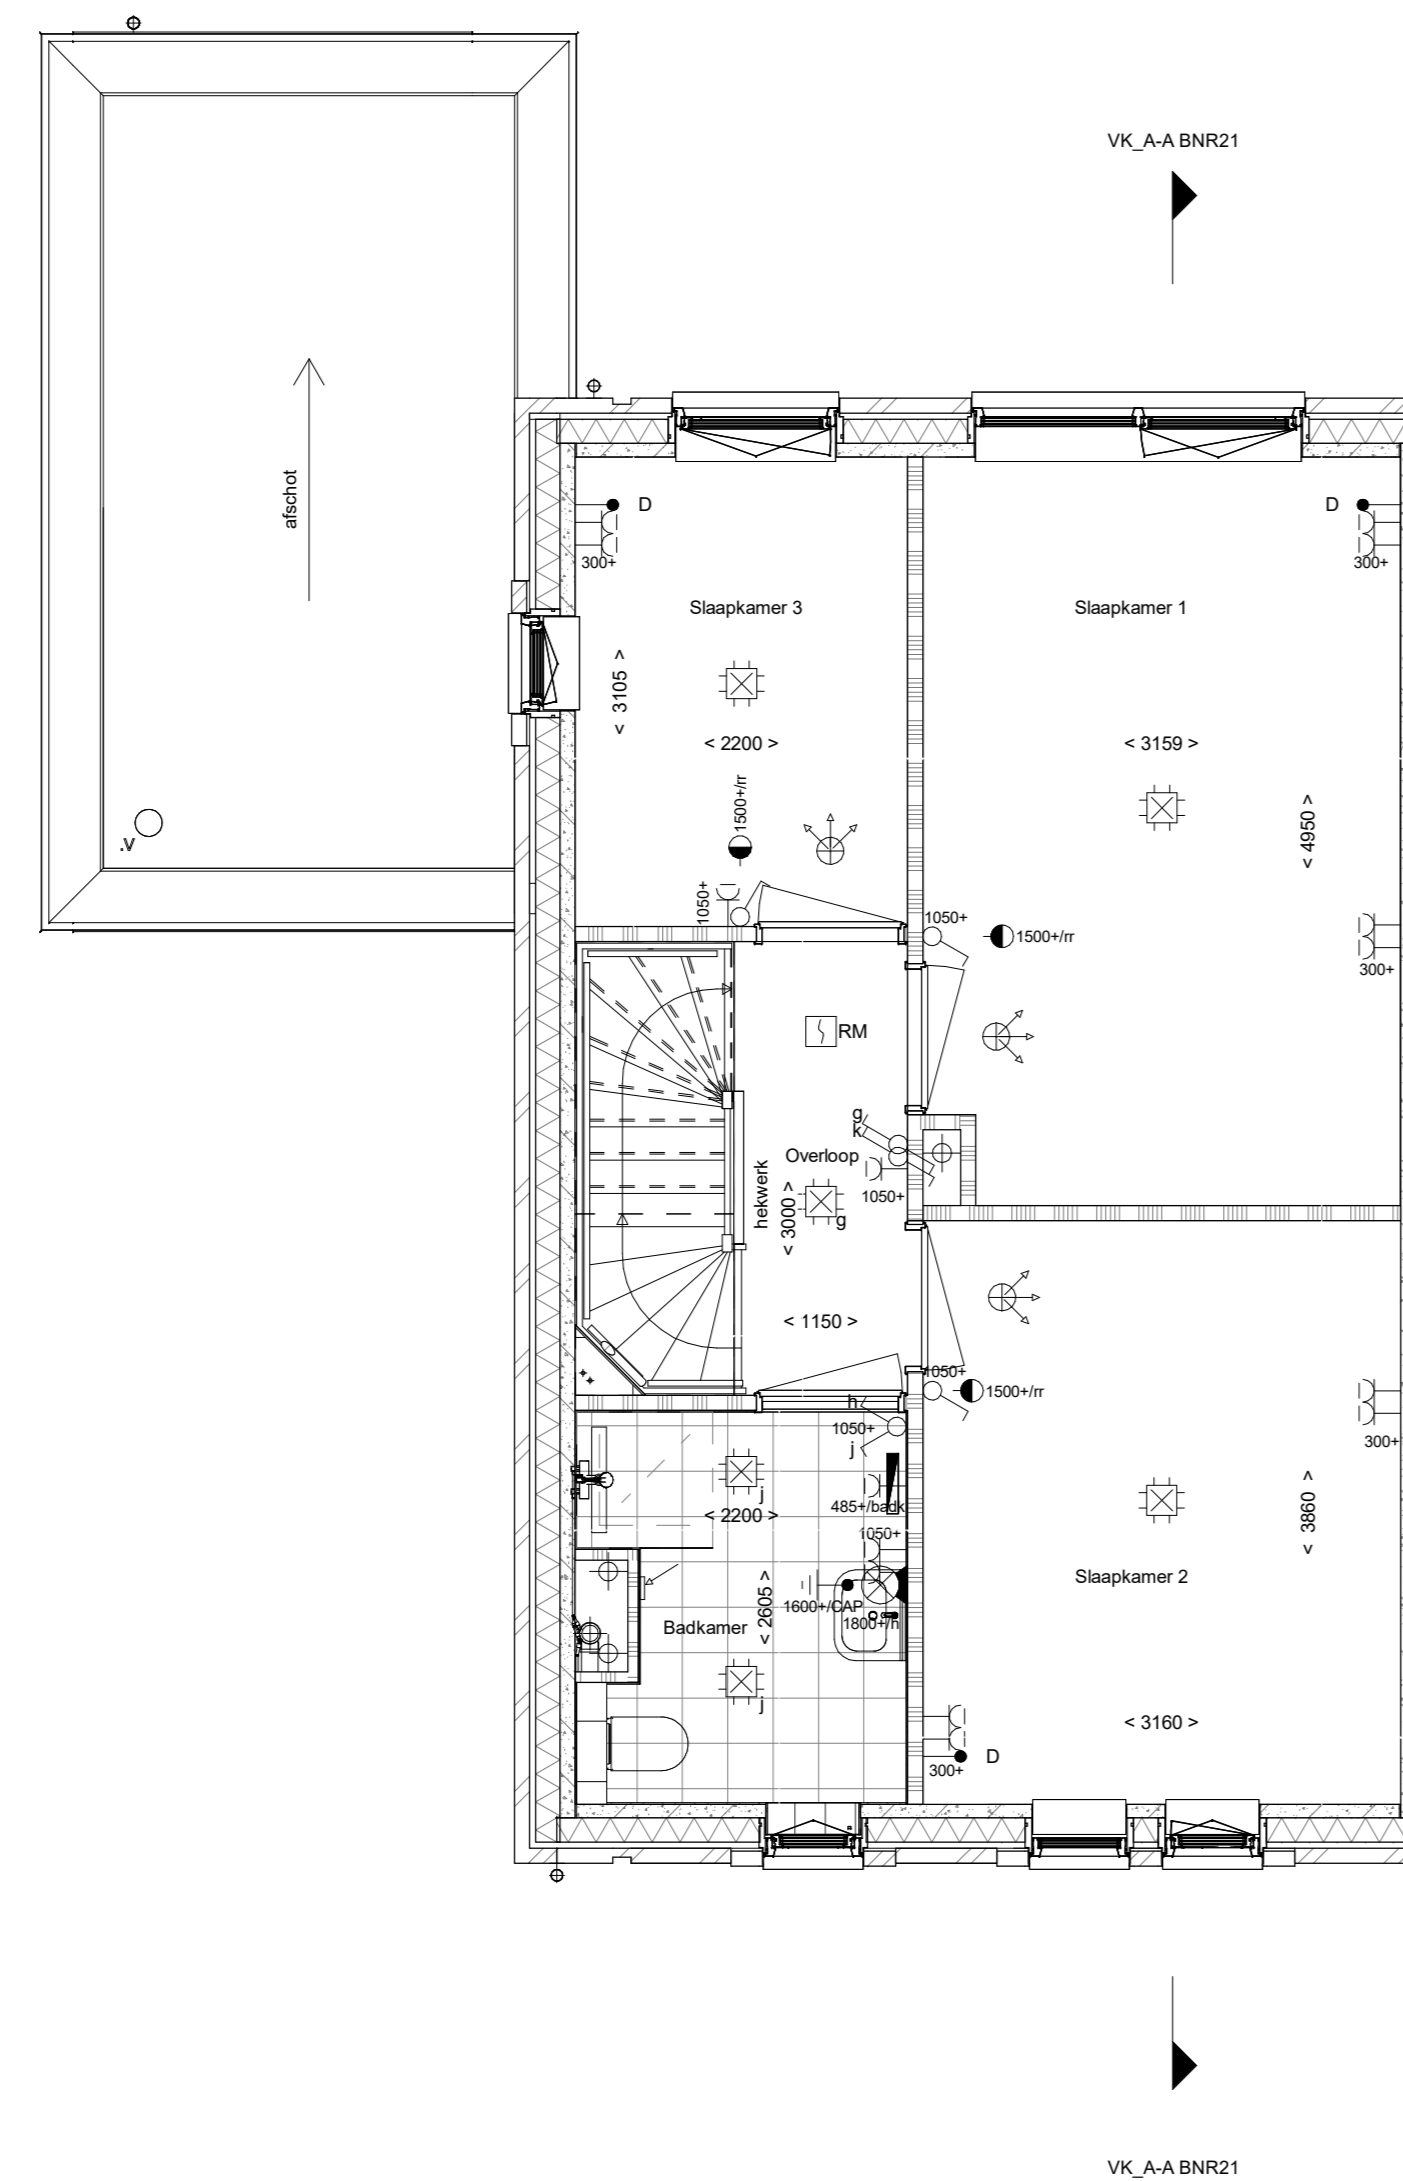 VK_A-A BNR21
afschot
D
300+
D
300+
Slaapkamer 3
Slaapkamer 1
< 3105 >
< 2200 >
< 3159 >
1500+/rr
< 4950 >
.V
1050+
1050+
1500+/rr
300+
RM
g
k
Overloop
1050+
hekwerk
< 3000 >
g
< 1150 >
1050+
1500+/rr
h
1050+
j
300+
j
485+/badk
< 2200 >
1050+
< 3860 >
Slaapkamer 2
1600+/CAP
< 2605 >
1800+/h
Badkamer
j
< 3160 >
D
300+
VK_A-A BNR21